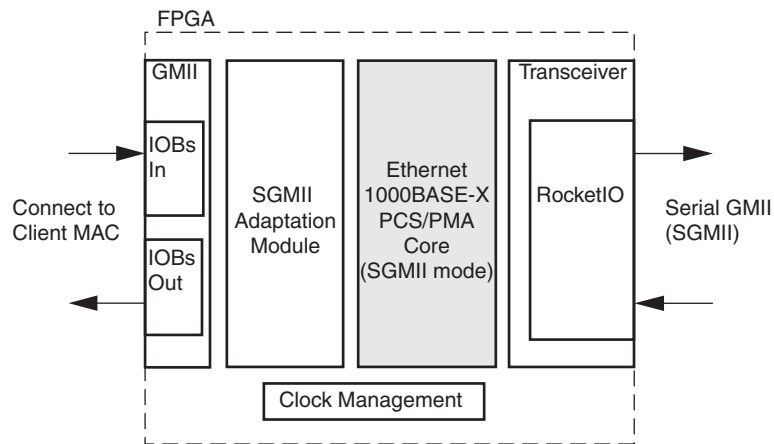 FPGA
GMII
Transceiver
IOBs
In
IOBs
Out
Connect to
Client MAC
SGMII
Adaptation
Module
Ethernet
1000BASE-X
PCS/PMA
Core
(SGMII mode)
RocketIO
Serial GMII
(SGMII)
Clock Management